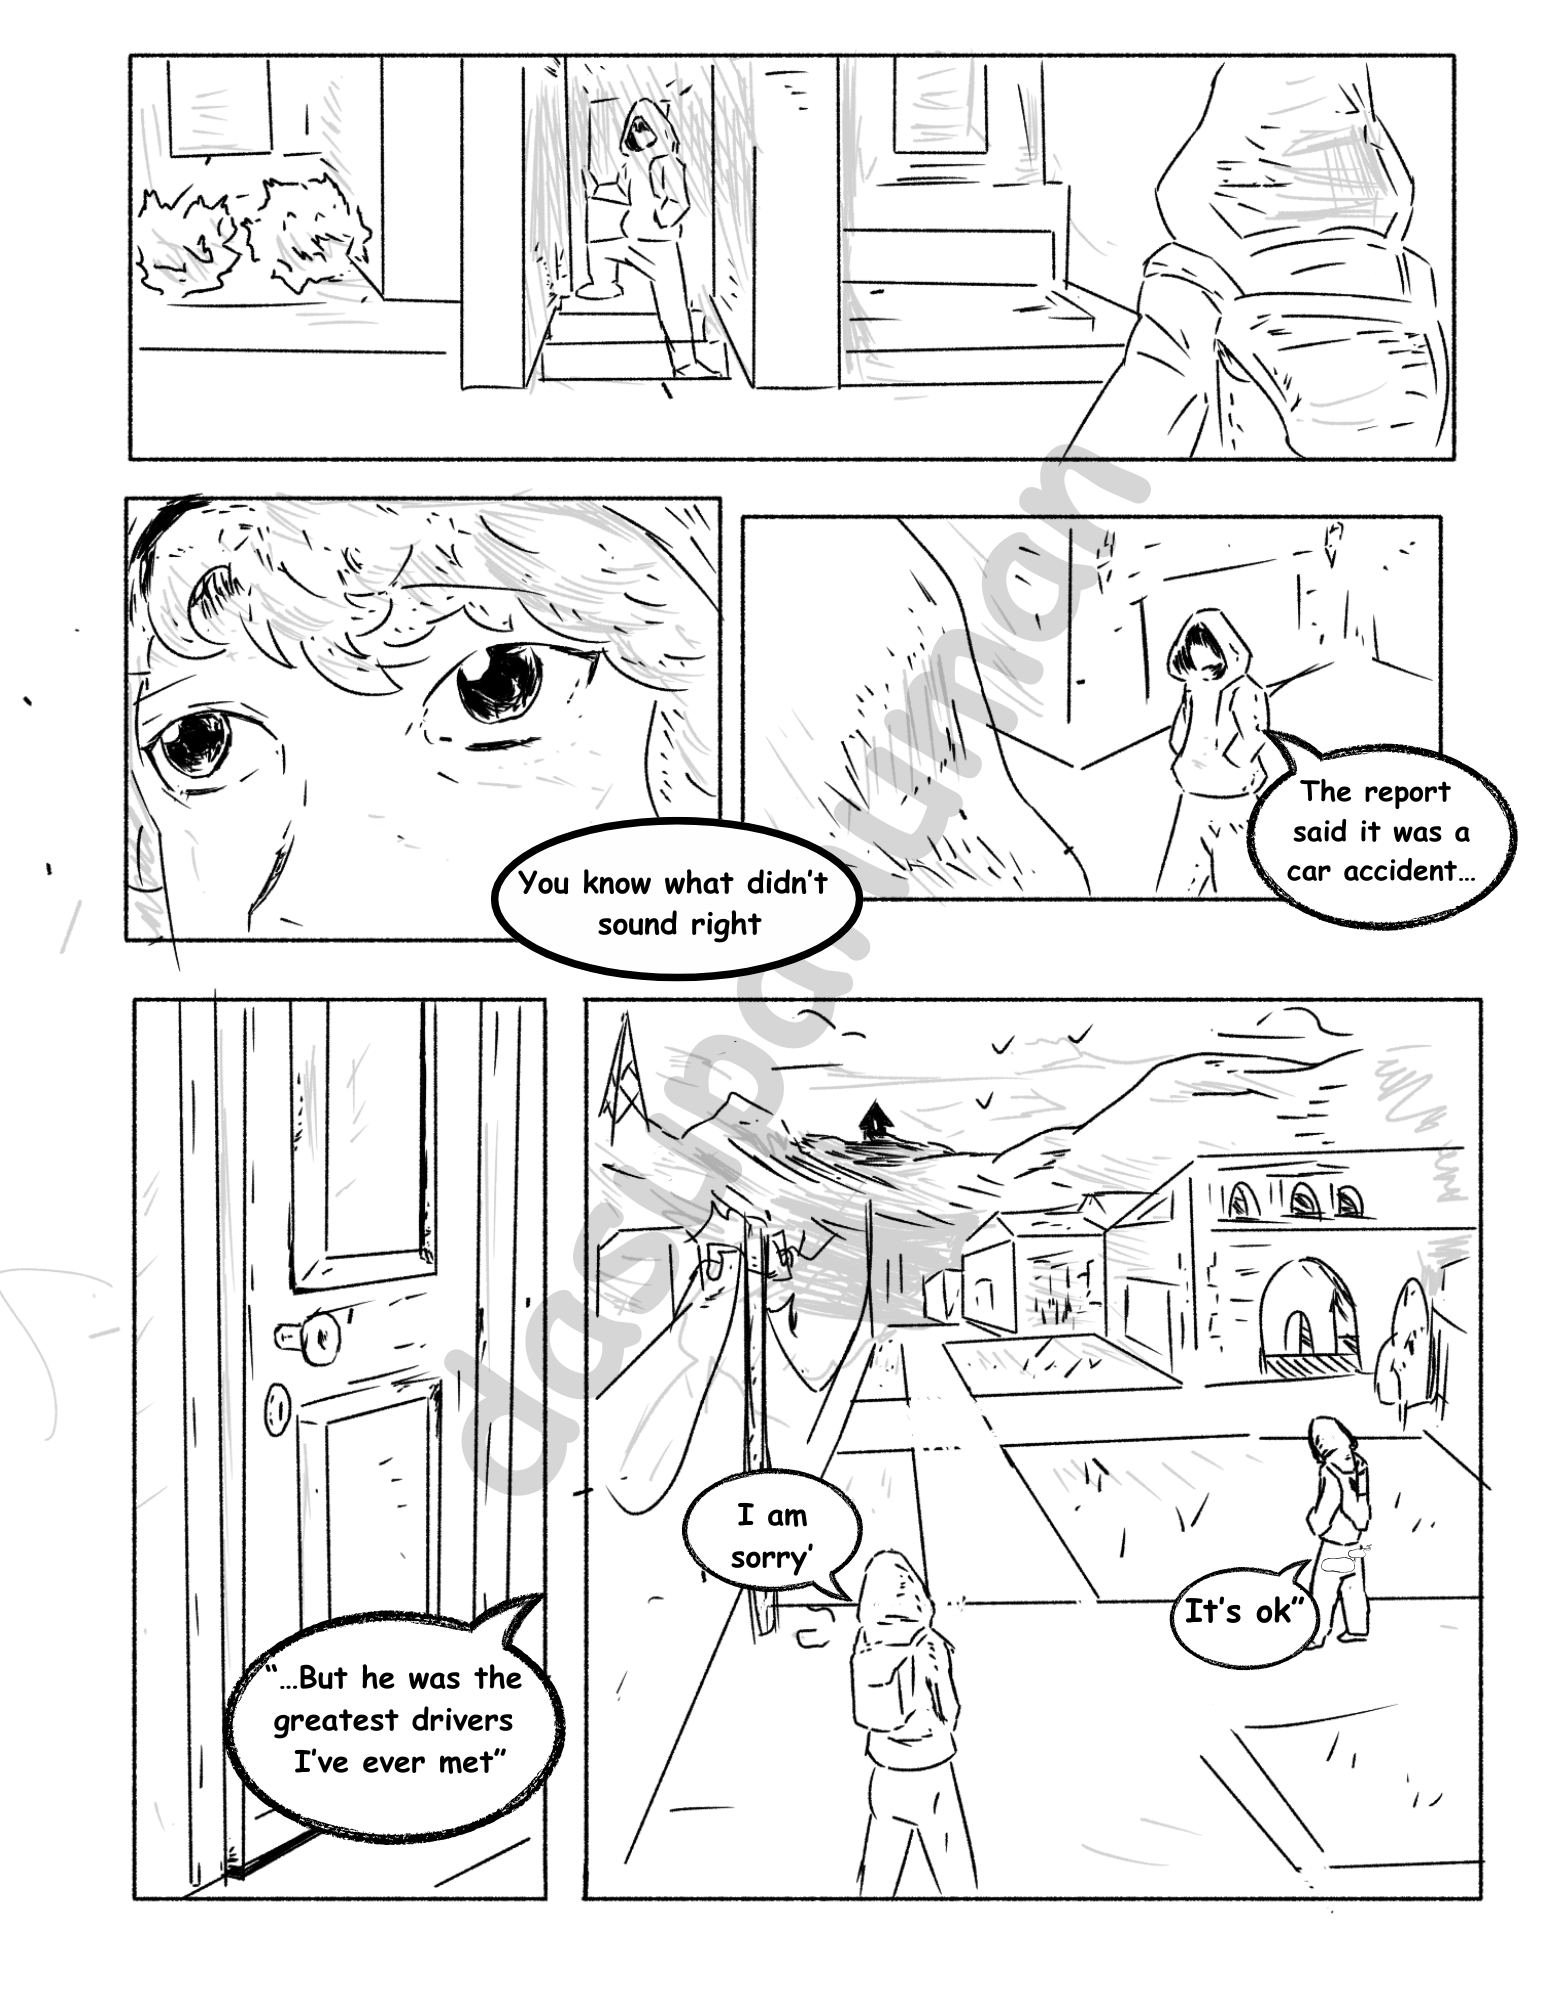 You know what didn't
sound right
The report
said it was a
car accident...
"...But he was the
greatest drivers
I've ever met"
I am
sorry'
It's ok"
dasupahuman